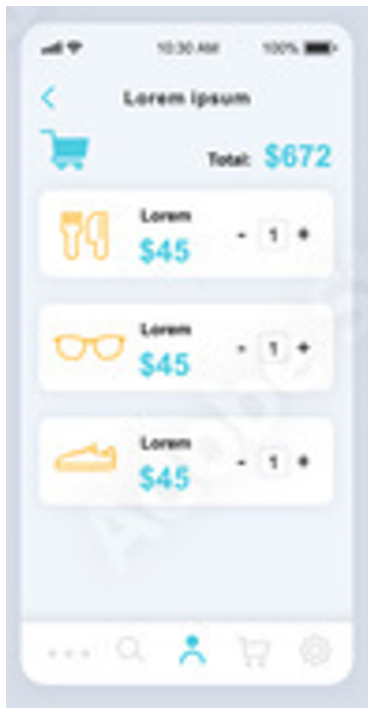 10:30 AM 100%
Lorem ipsum
Total: $672
Lorem
$45
- 1 +
Lorem
$45
- 1 +
Lorem
$45
- 1 +